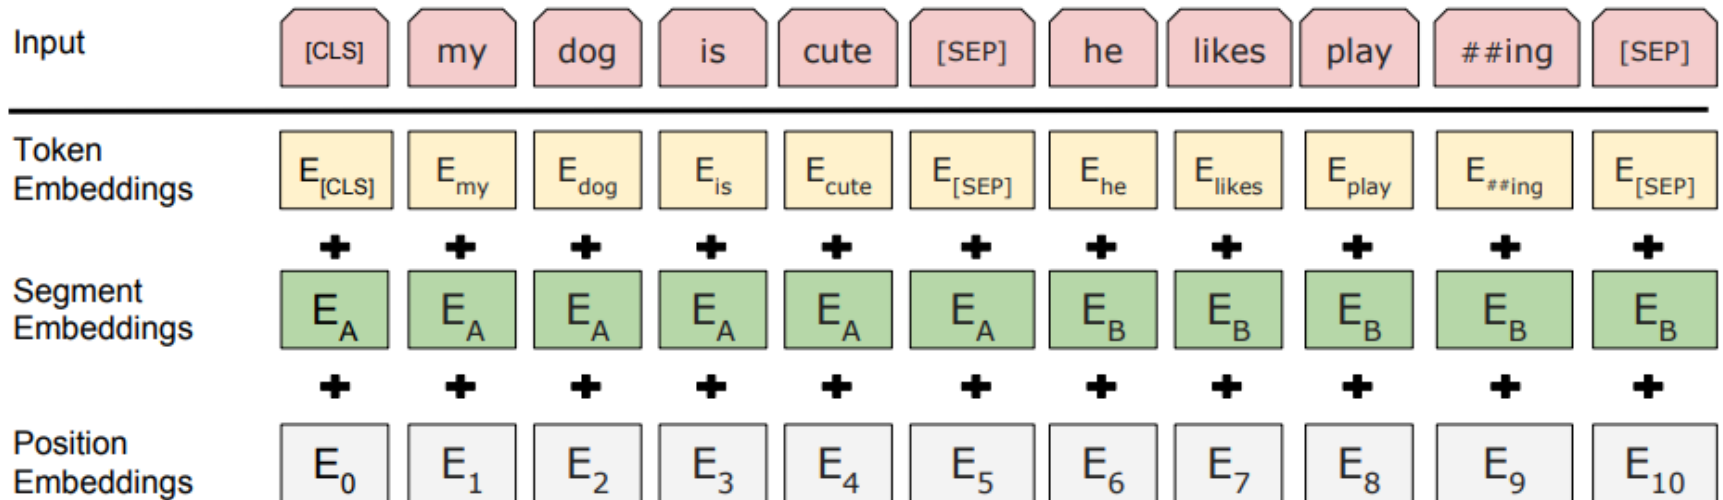 Input [CLS] my dog is cute [SEP] he likes play ##ing [SEP]
Token
Embeddings E[CLS] Emy Edog Eis Ecute E[SEP] Ehe Elikes Eplay E##ing E[SEP]
+ + + + + + + + + + +
Segment
Embeddings EA EA EA EA EA EA EB EB EB EB EB
+ + + + + + + + + + +
Position
Embeddings E0 E1 E2 E3 E4 E5 E6 E7 E8 E9 E10